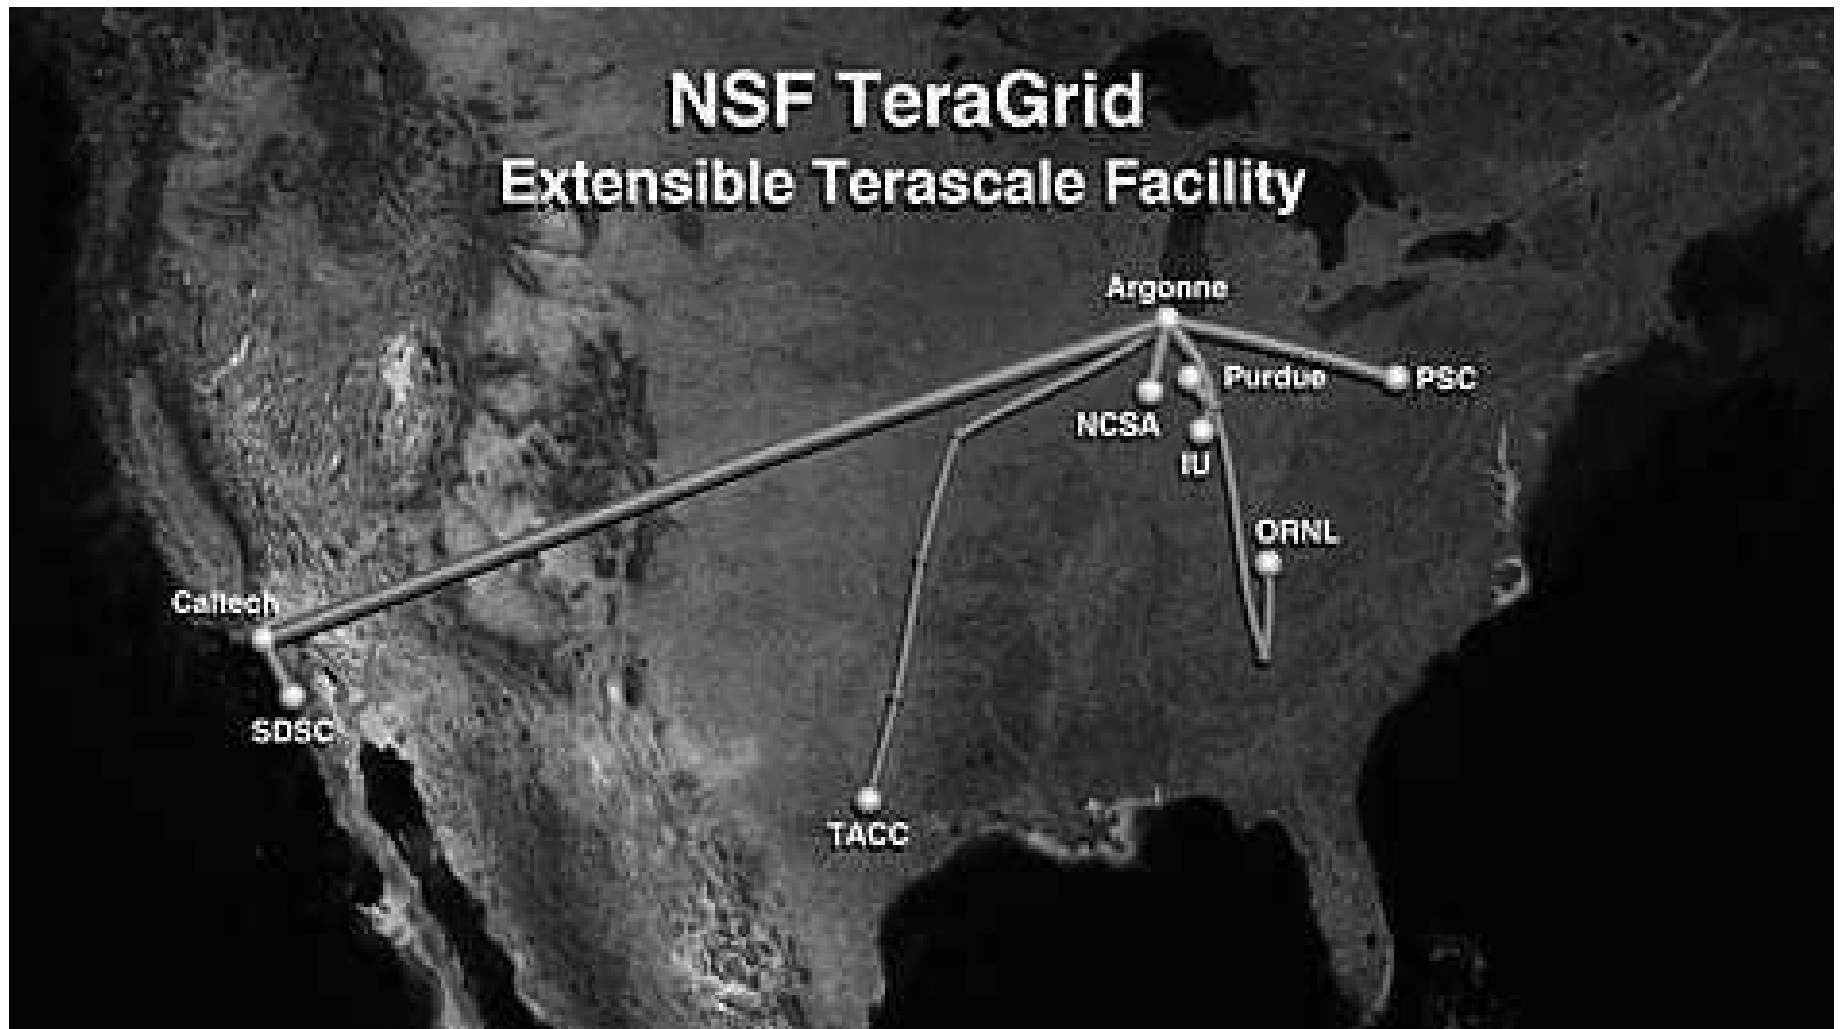 NSF TeraGrid
Extensible Terascale Facility
Argonne
Purdue
PSC
NCSA
IU
ORNL
Caltech
SDSC
TACC